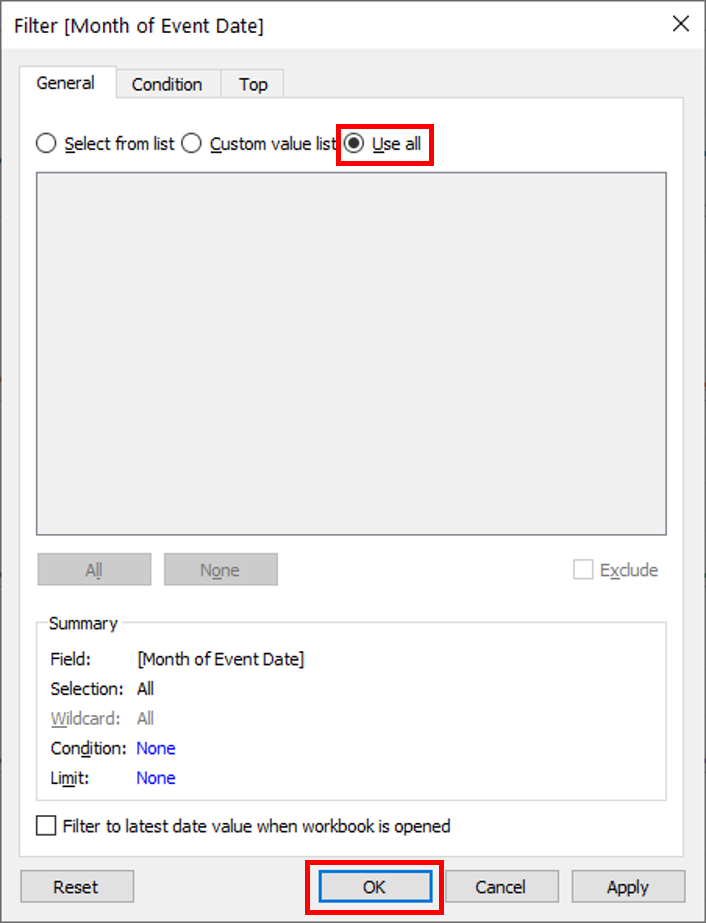 Filter [Month of Event Date]
General Condition Top
Select from list Custom value list Use all
All None Exclude
Summary
Field: [Month of Event Date]
Selection: All
Wildcard: All
Condition: None
Limit: None
Filter to latest date value when workbook is opened
Reset OK Cancel Apply